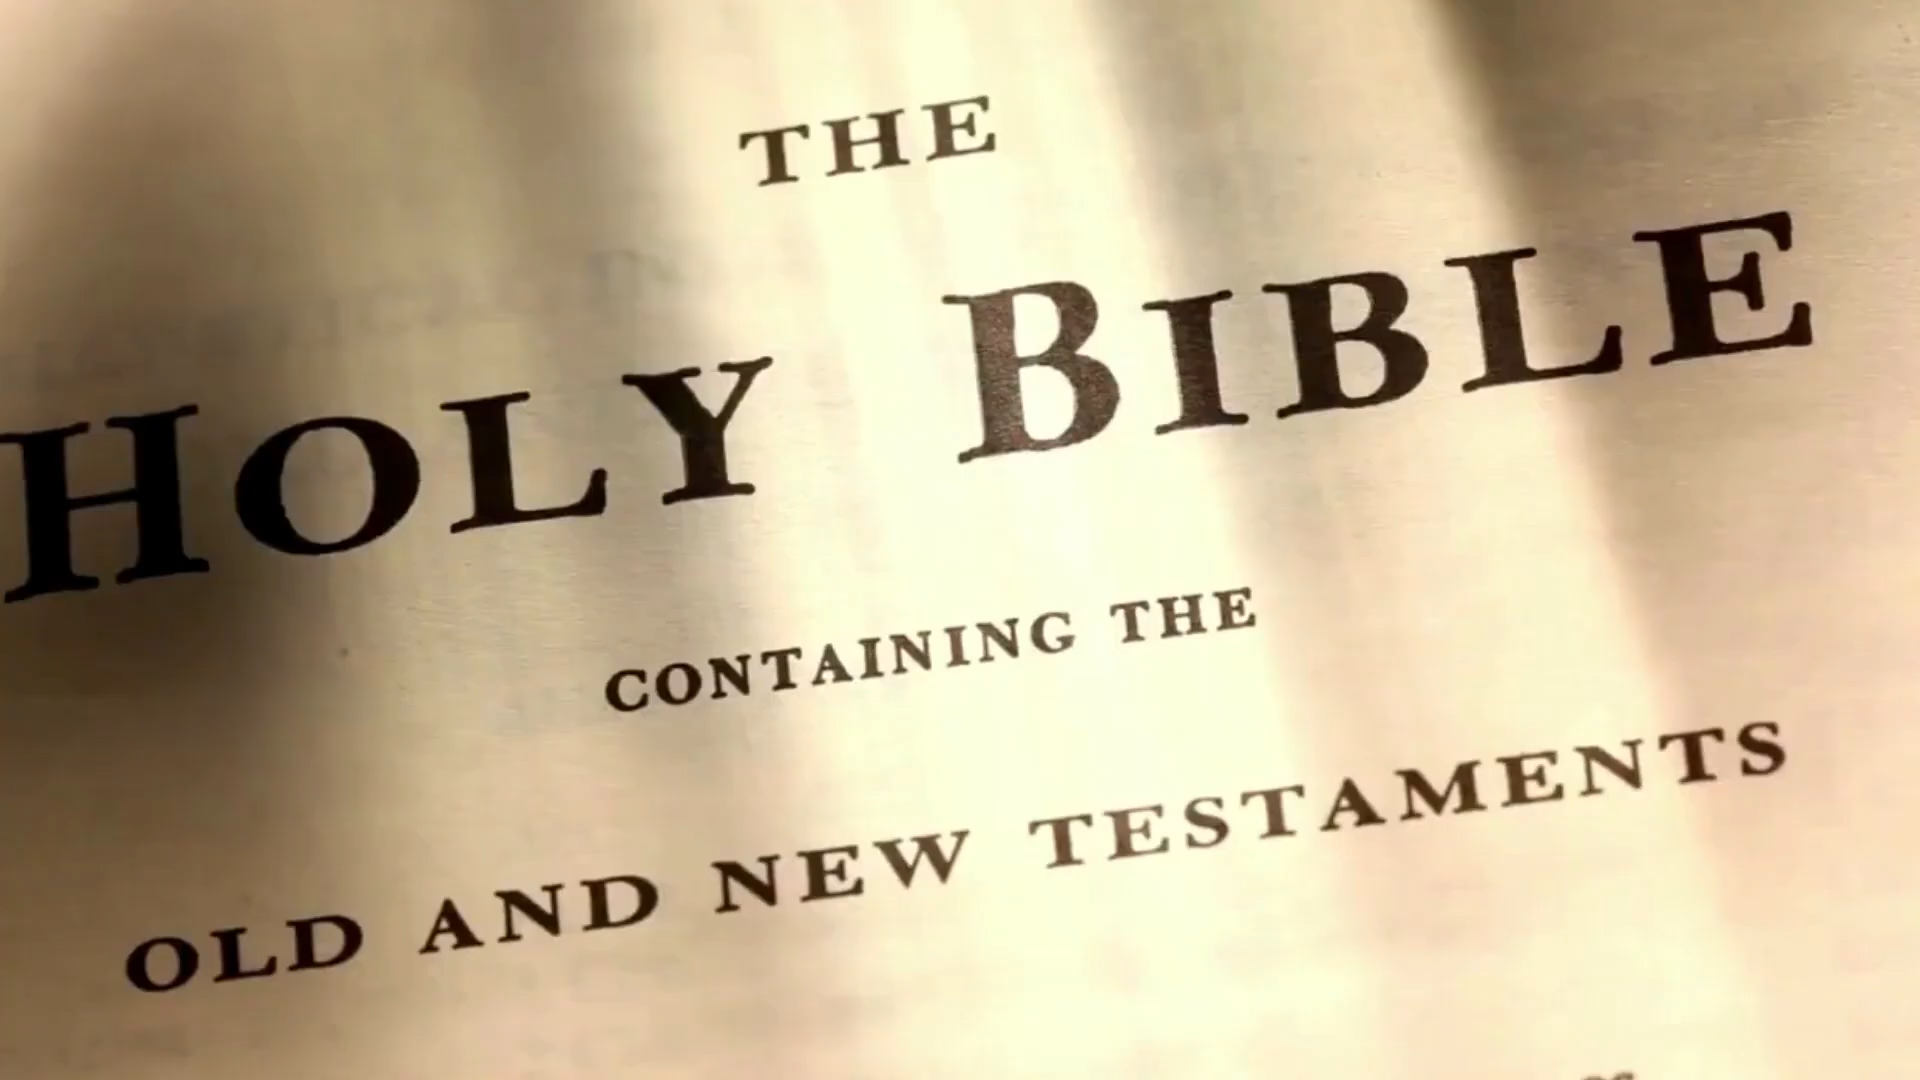 THE
HOLY BIBLE
CONTAINING THE
OLD AND NEW TESTAMENTS